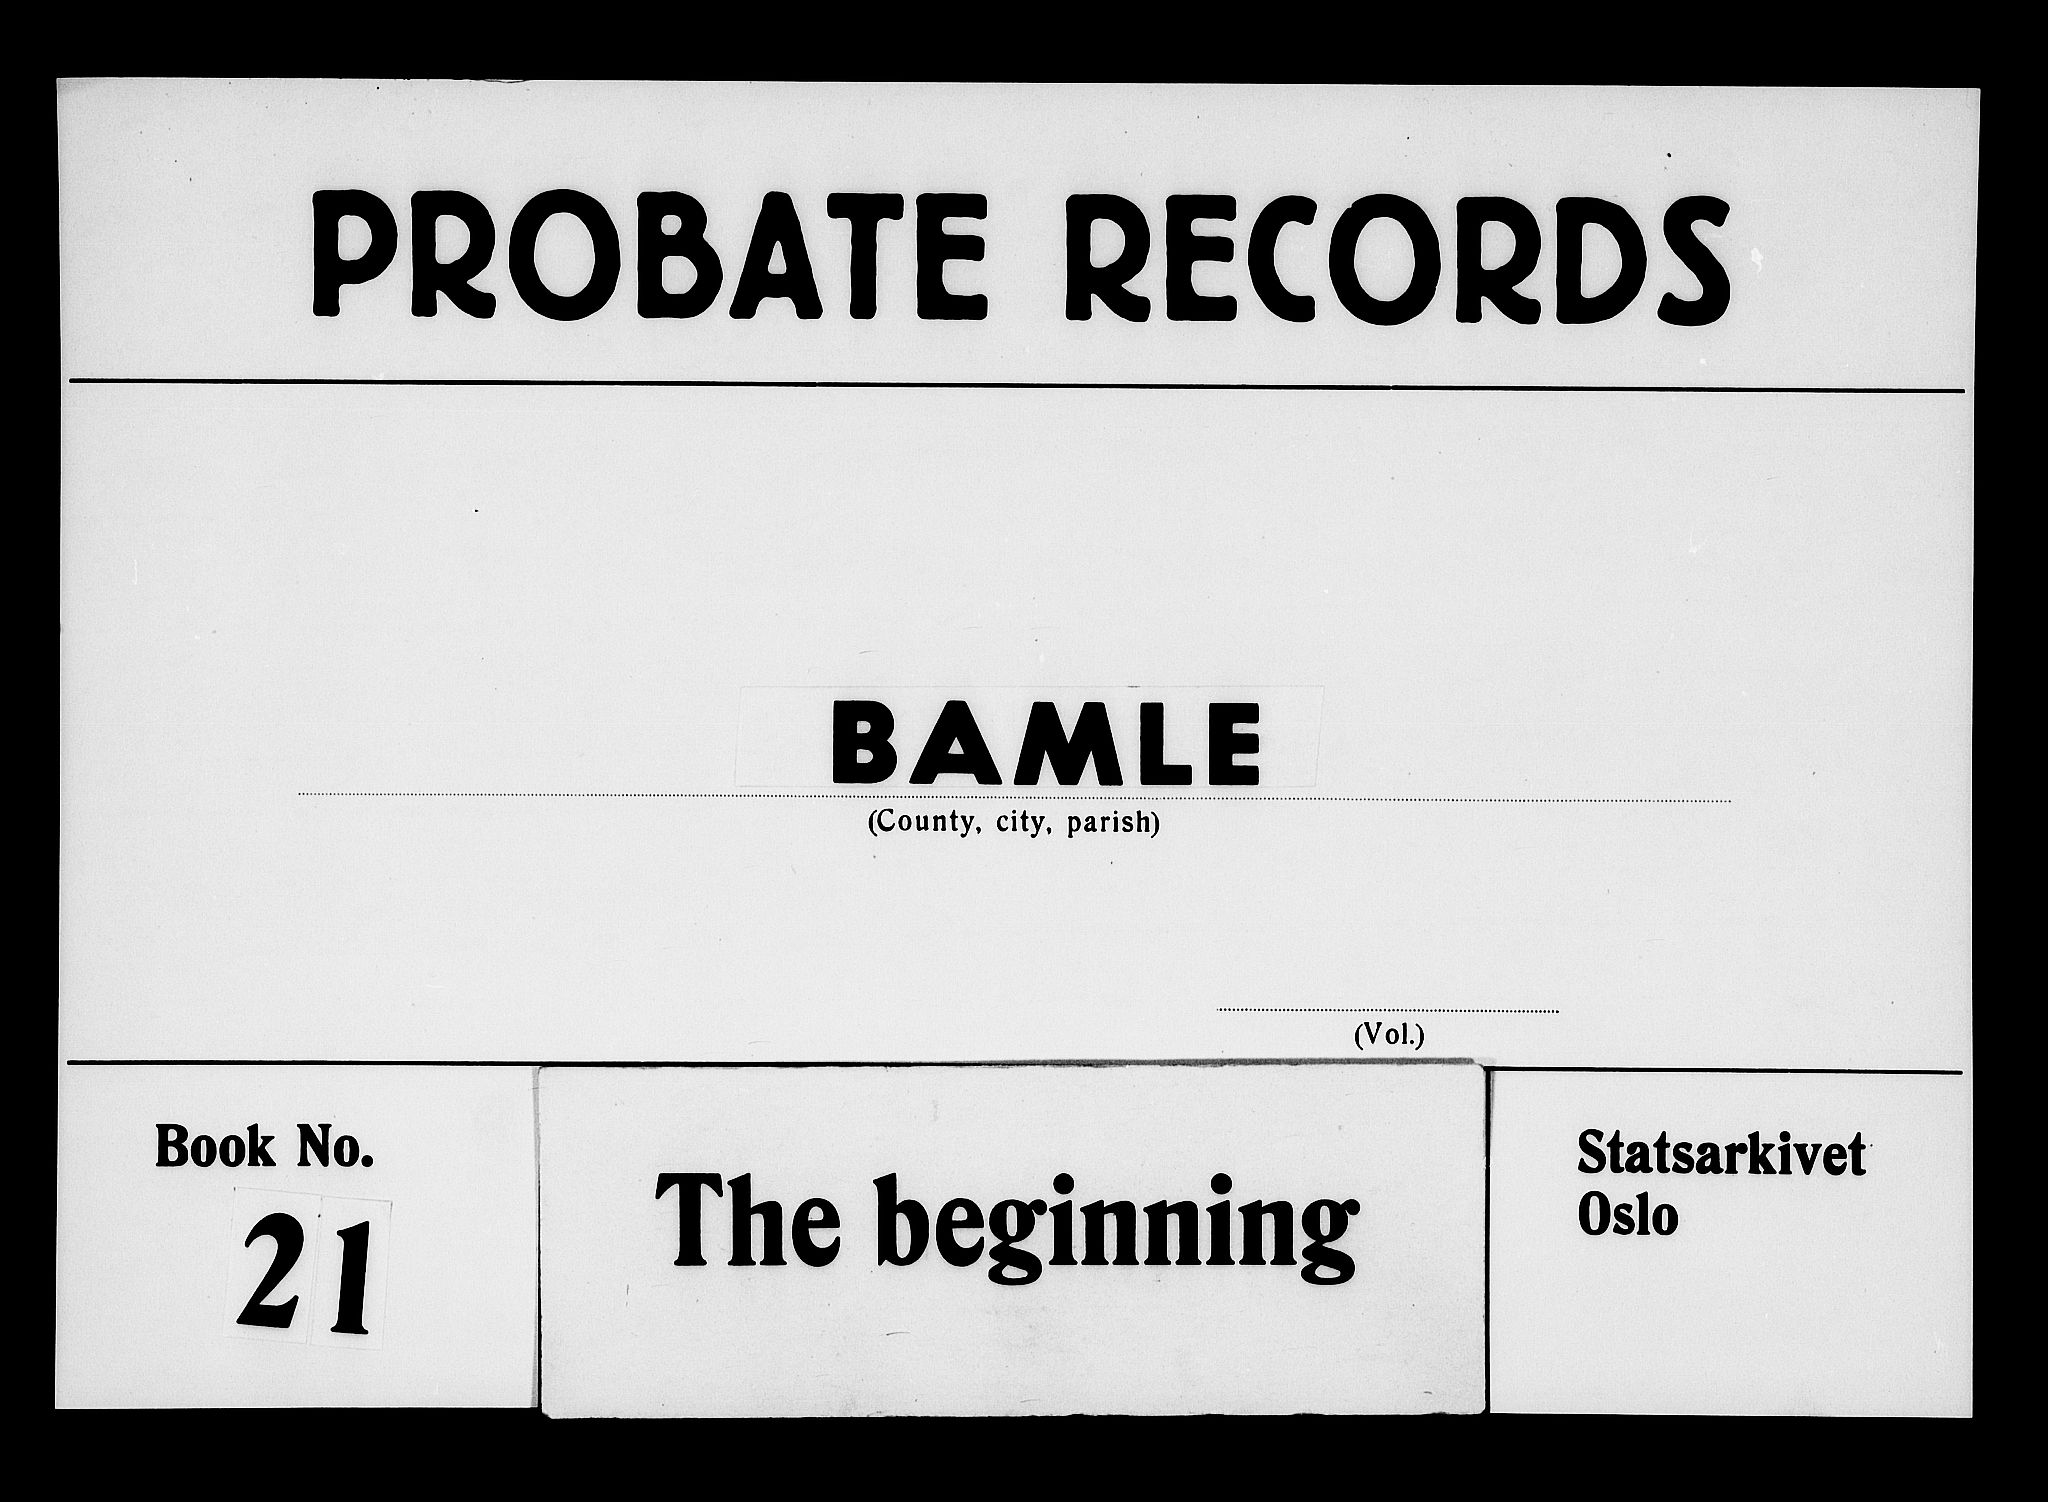 PROBATE RECORDS
BAMLE
(County, city, parish)
(Vol.)
Book No.
21
The beginning
Statsarkivet
Oslo